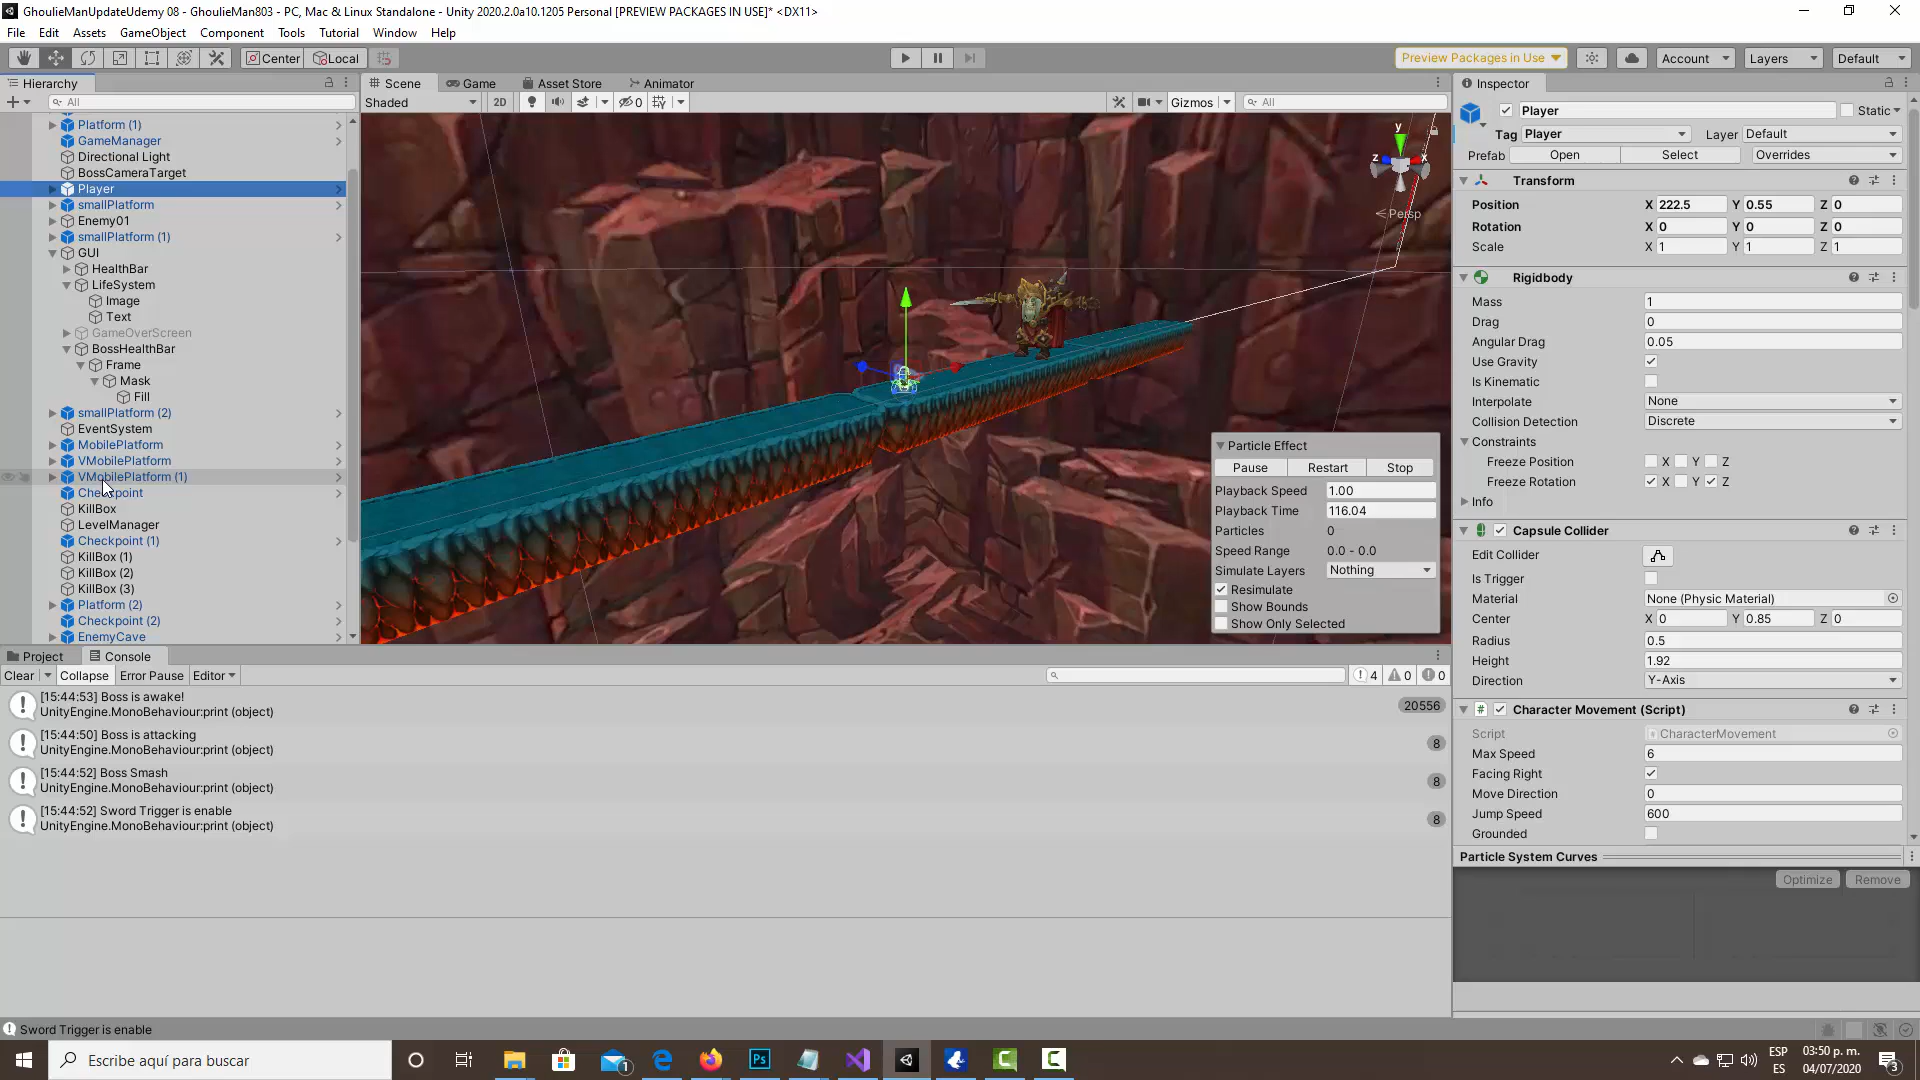 GhoulieManUpdateUdemy 08 - GhoulieMan803 - PC, Mac & Linux Standalone - Unity 2020.2.0a10.1205 Personal [PREVIEW PACKAGES IN USE]* <DX11>
File Edit Assets GameObject Component Tools Tutorial Window Help
Center Local Preview Packages in Use Account Layers Default
Hierarchy
All
Platform (1)
GameManager
Directional Light
BossCameraTarget
Player
smallPlatform
Enemy01
smallPlatform (1)
GUI
HealthBar
LifeSystem
Image
Text
GameOverScreen
BossHealthBar
Frame
Mask
Fill
smallPlatform (2)
EventSystem
MobilePlatform
VMobilePlatform
VMobilePlatform (1)
Checkpoint
KillBox
LevelManager
Checkpoint (1)
KillBox (1)
KillBox (2)
KillBox (3)
Platform (2)
Checkpoint (2)
EnemyCave
Scene Game Asset Store Animator
Shaded 2D 0 Gizmos All
y
z x
Persp
Particle Effect
Pause Restart Stop
Playback Speed 1.00
Playback Time 116.04
Particles 0
Speed Range 0.0 - 0.0
Simulate Layers Nothing
Resimulate
Show Bounds
Show Only Selected
Inspector
Player Static
Tag Player Layer Default
Prefab Open Select Overrides
Transform
Position X 222.5 Y 0.55 Z 0
Rotation X 0 Y 0 Z 0
Scale X 1 Y 1 Z 1
Rigidbody
Mass 1
Drag 0
Angular Drag 0.05
Use Gravity
Is Kinematic
Interpolate None
Collision Detection Discrete
Constraints
Freeze Position X Y Z
Freeze Rotation X Y Z
Info
Capsule Collider
Edit Collider
Is Trigger
Material None (Physic Material)
Center X 0 Y 0.85 Z 0
Radius 0.5
Height 1.92
Direction Y-Axis
# Character Movement (Script)
Script CharacterMovement
Max Speed 6
Facing Right
Move Direction 0
Jump Speed 600
Grounded
Particle System Curves
Optimize Remove
Project Console
Clear Collapse Error Pause Editor 4 0 0
[15:44:53] Boss is awake!
UnityEngine.MonoBehaviour:print (object)
20556
[15:44:50] Boss is attacking
UnityEngine.MonoBehaviour:print (object)
8
[15:44:52] Boss Smash
UnityEngine.MonoBehaviour:print (object)
8
[15:44:52] Sword Trigger is enable
UnityEngine.MonoBehaviour:print (object)
8
Sword Trigger is enable
Escribe aquí para buscar
1
Ps
ESP
ES
03:50 p. m.
04/07/2020
3